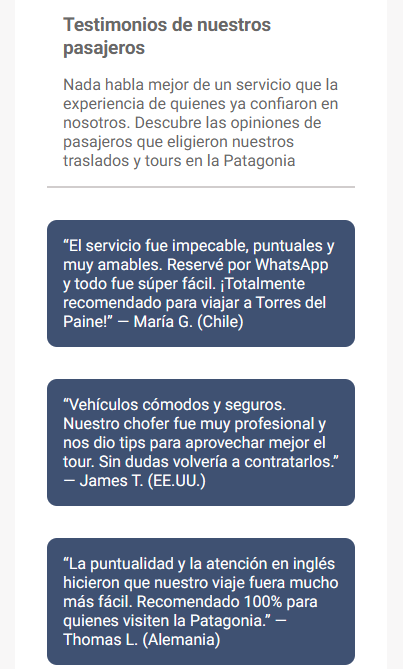 Testimonios de nuestros
pasajeros
Nada habla mejor de un servicio que la
experiencia de quienes ya confiaron en
nosotros. Descubre las opiniones de
pasajeros que eligieron nuestros
traslados y tours en la Patagonia
“El servicio fue impecable, puntuales y
muy amables. Reservé por WhatsApp
y todo fue súper fácil. ¡Totalmente
recomendado para viajar a Torres del
Paine!” — María G. (Chile)
“Vehículos cómodos y seguros.
Nuestro chofer fue muy profesional y
nos dio tips para aprovechar mejor el
tour. Sin dudas volvería a contratarlos.”
— James T. (EE.UU.)
“La puntualidad y la atención en inglés
hicieron que nuestro viaje fuera mucho
más fácil. Recomendado 100% para
quienes visiten la Patagonia.” —
Thomas L. (Alemania)